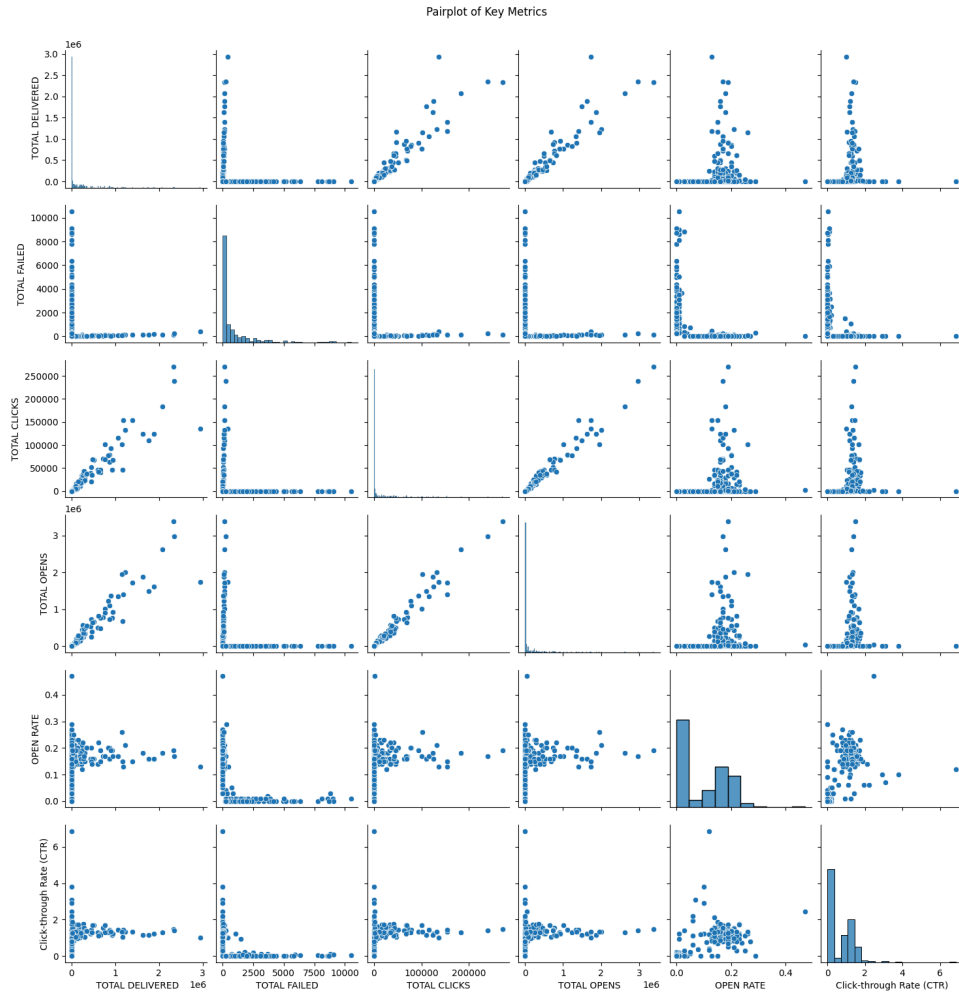 Pairplot of Key Metrics
1e6
3.0
2.5
2.0
1.5
1.0
0.5
0.0
TOTAL DELIVERED
10000
8000
6000
4000
2000
0
TOTAL FAILED
250000
200000
150000
100000
50000
0
TOTAL CLICKS
1e6
3
2
1
0
TOTAL OPENS
0.4
0.3
0.2
0.1
0.0
OPEN RATE
6
4
2
0
Click-through Rate (CTR)
0 1 2 3
1e6
TOTAL DELIVERED
0 2500 5000 7500 10000
TOTAL FAILED
0 100000 200000
TOTAL CLICKS
0 1 2 3
1e6
TOTAL OPENS
0.0 0.2 0.4
OPEN RATE
0 2 4 6
Click-through Rate (CTR)